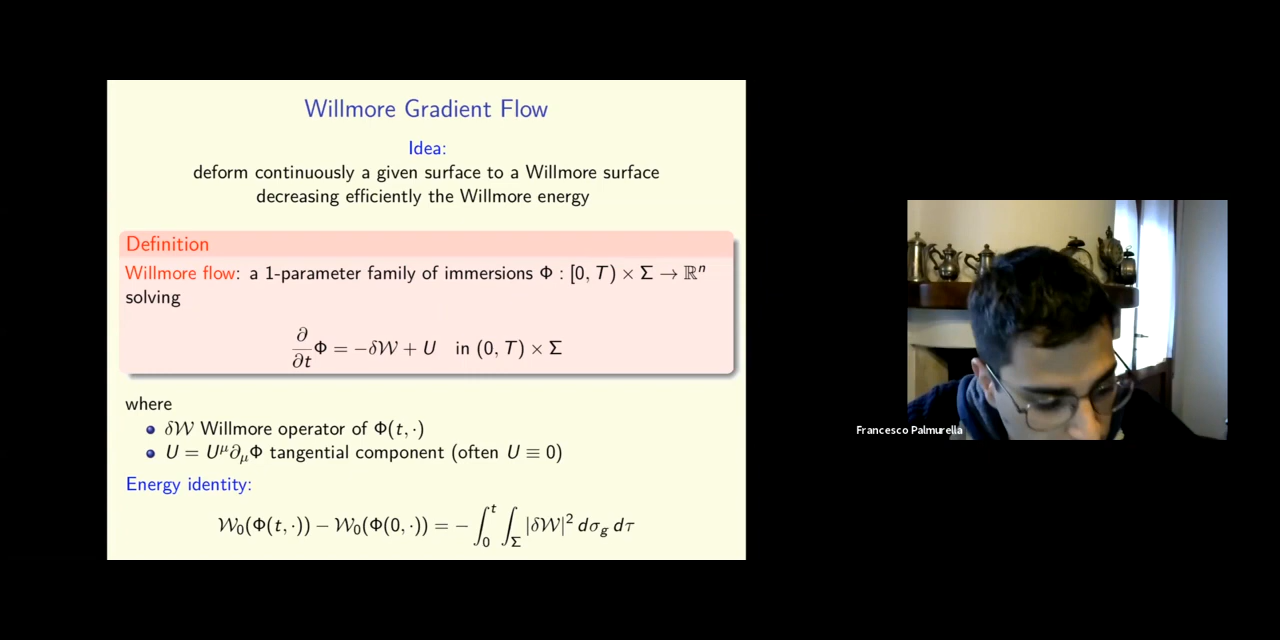 Willmore Gradient Flow
Idea:
deform continuously a given surface to a Willmore surface
decreasing efficiently the Willmore energy
Definition
Willmore flow: a 1-parameter family of immersions Φ : [0, T) × Σ → ℝⁿ
solving
∂/∂t Φ = −δ𝒲 + U in (0, T) × Σ
where
δ𝒲 Willmore operator of Φ(t, ·)
U = U^μ ∂_μ Φ tangential component (often U ≡ 0)
Energy identity:
𝒲₀(Φ(t, ·)) − 𝒲₀(Φ(0, ·)) = − ∫₀ᵗ ∫_Σ |δ𝒲|² dσ_g dτ
Francesco Palmurella